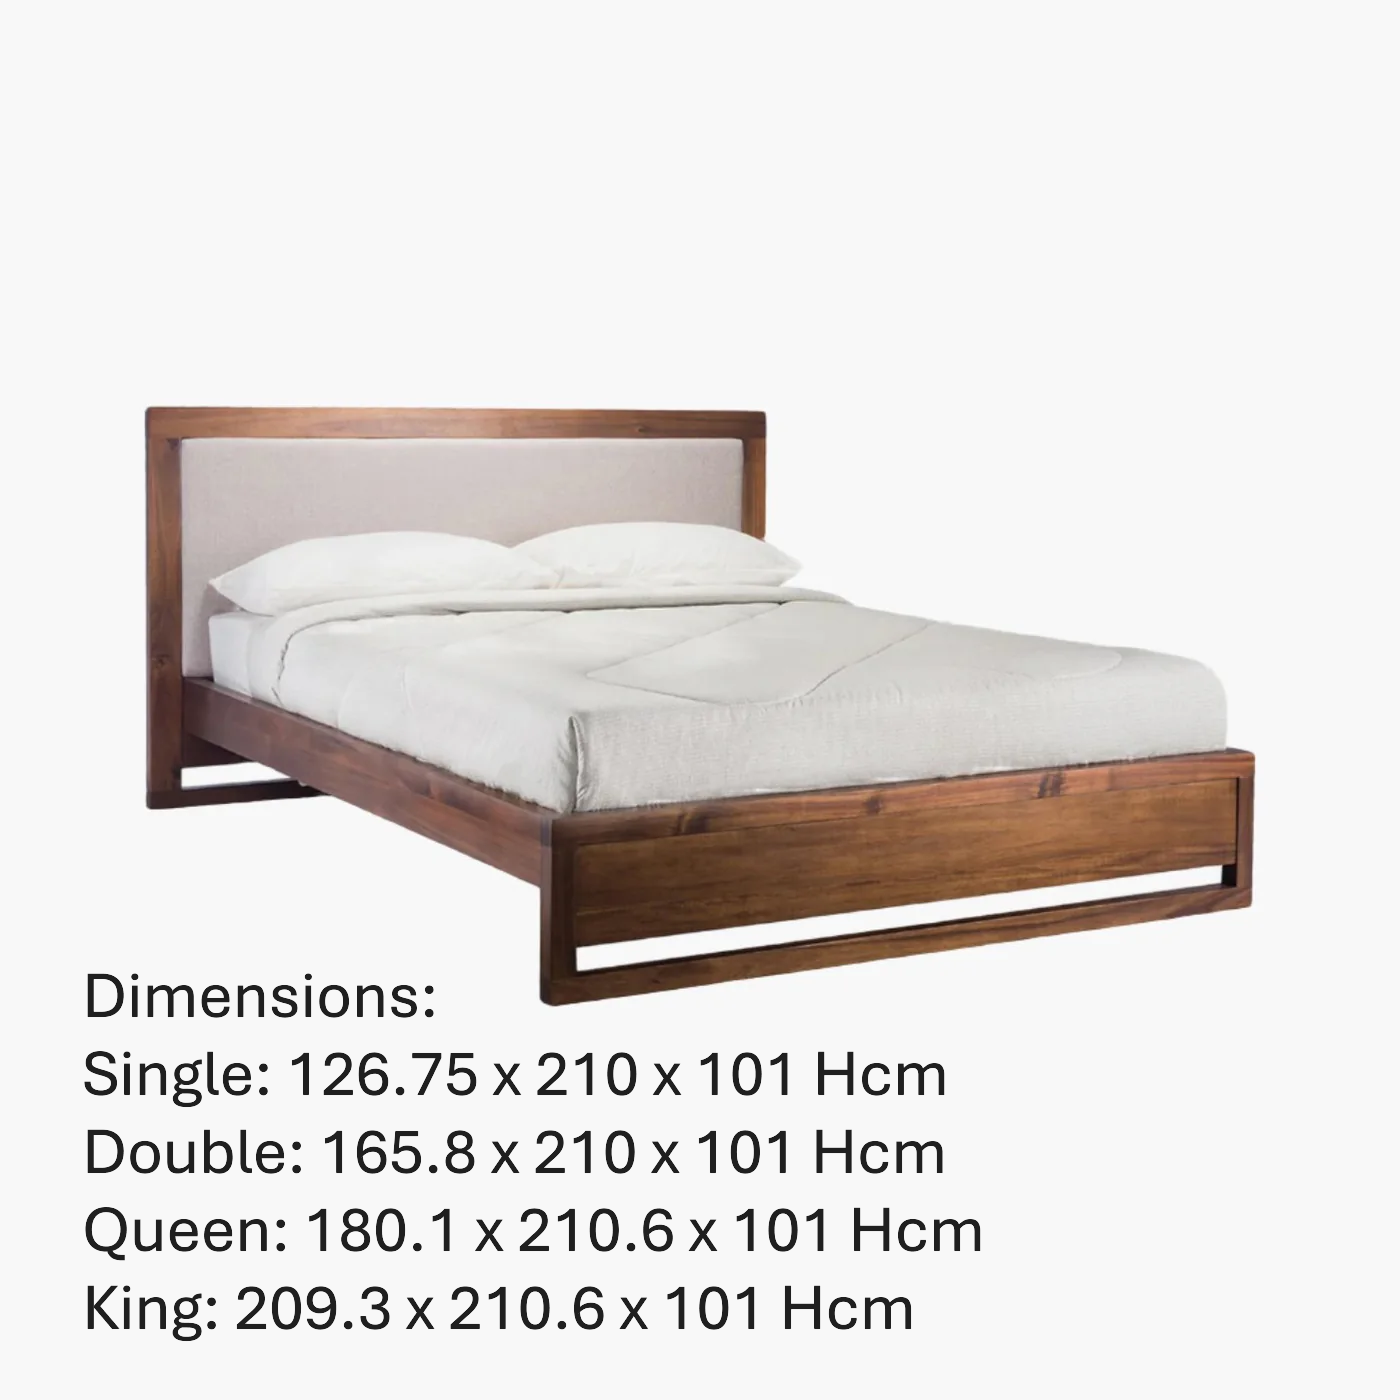 Dimensions:
Single: 126.75 x 210 x 101 Hcm
Double: 165.8 x 210 x 101 Hcm
Queen: 180.1 x 210.6 x 101 Hcm
King: 209.3 x 210.6 x 101 Hcm